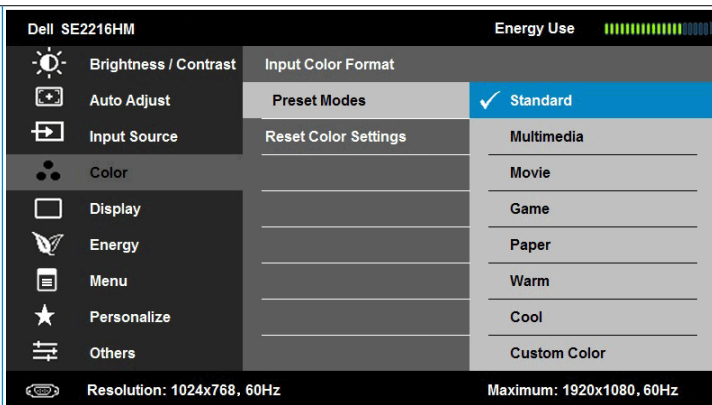 Dell SE2216HM Energy Use
Brightness / Contrast Input Color Format
Auto Adjust Preset Modes Standard
Input Source Reset Color Settings Multimedia
Color Movie
Display Game
Energy Paper
Menu Warm
Personalize Cool
Others Custom Color
Resolution: 1024x768, 60Hz Maximum: 1920x1080, 60Hz